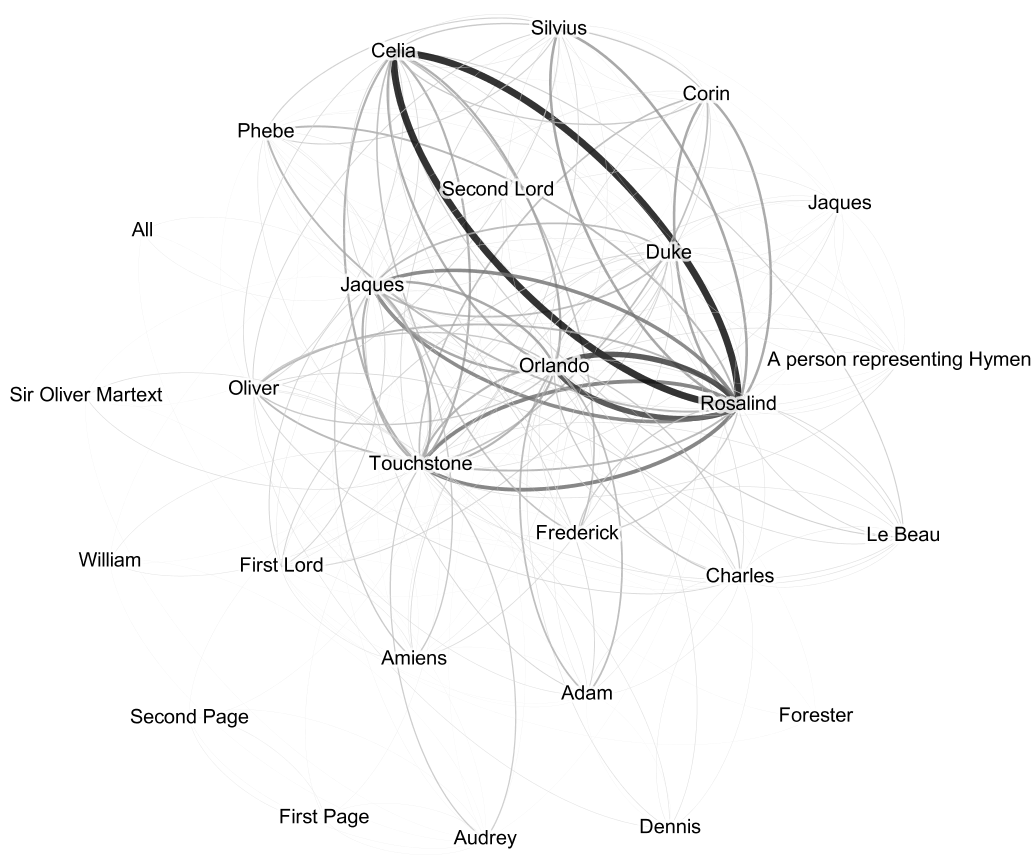 Silvius
Celia
Corin
Phebe
Second Lord
Jaques
All
Duke
Jaques
A person representing Hymen
Orlando
Oliver
Sir Oliver Martext
Rosalind
Touchstone
Frederick
Le Beau
William
First Lord
Charles
Amiens
Adam
Second Page
Forester
First Page
Dennis
Audrey